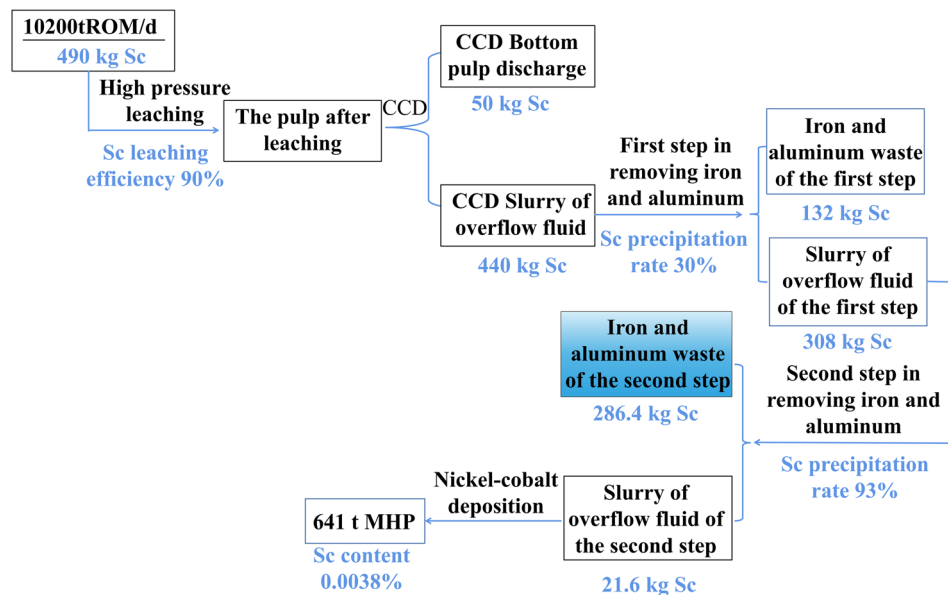 10200tROM/d
490 kg Sc
High pressure
leaching
Sc leaching
efficiency 90%
The pulp after
leaching
CCD
CCD Bottom
pulp discharge
50 kg Sc
CCD Slurry of
overflow fluid
440 kg Sc
First step in
removing iron
and aluminum
Sc precipitation
rate 30%
Iron and
aluminum waste
of the first step
132 kg Sc
Slurry of
overflow fluid
of the first step
308 kg Sc
Second step in
removing iron and
aluminum
Sc precipitation
rate 93%
Iron and
aluminum waste
of the second step
286.4 kg Sc
Slurry of
overflow fluid of
the second step
21.6 kg Sc
Nickel-cobalt
deposition
641 t MHP
Sc content
0.0038%